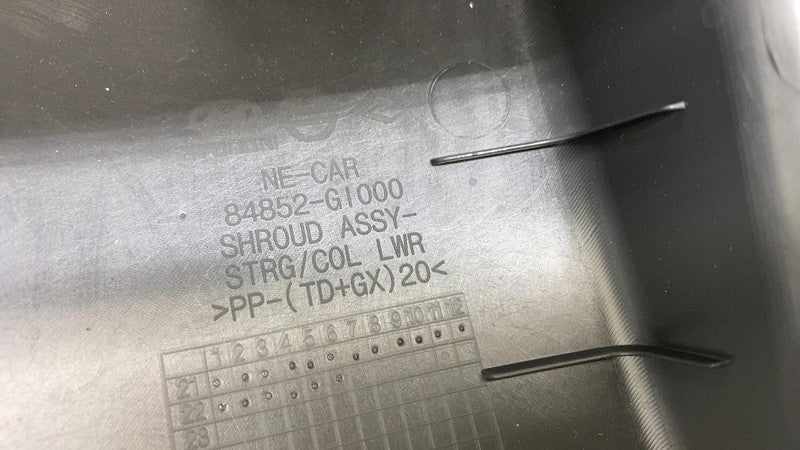 NE-CAR
84852-GI000
SHROUD ASSY-
STRG/COL LWR
>PP-(TD+GX)20<
1 2 3 4 5 6 7 8 9 10 11 12
21
22
23